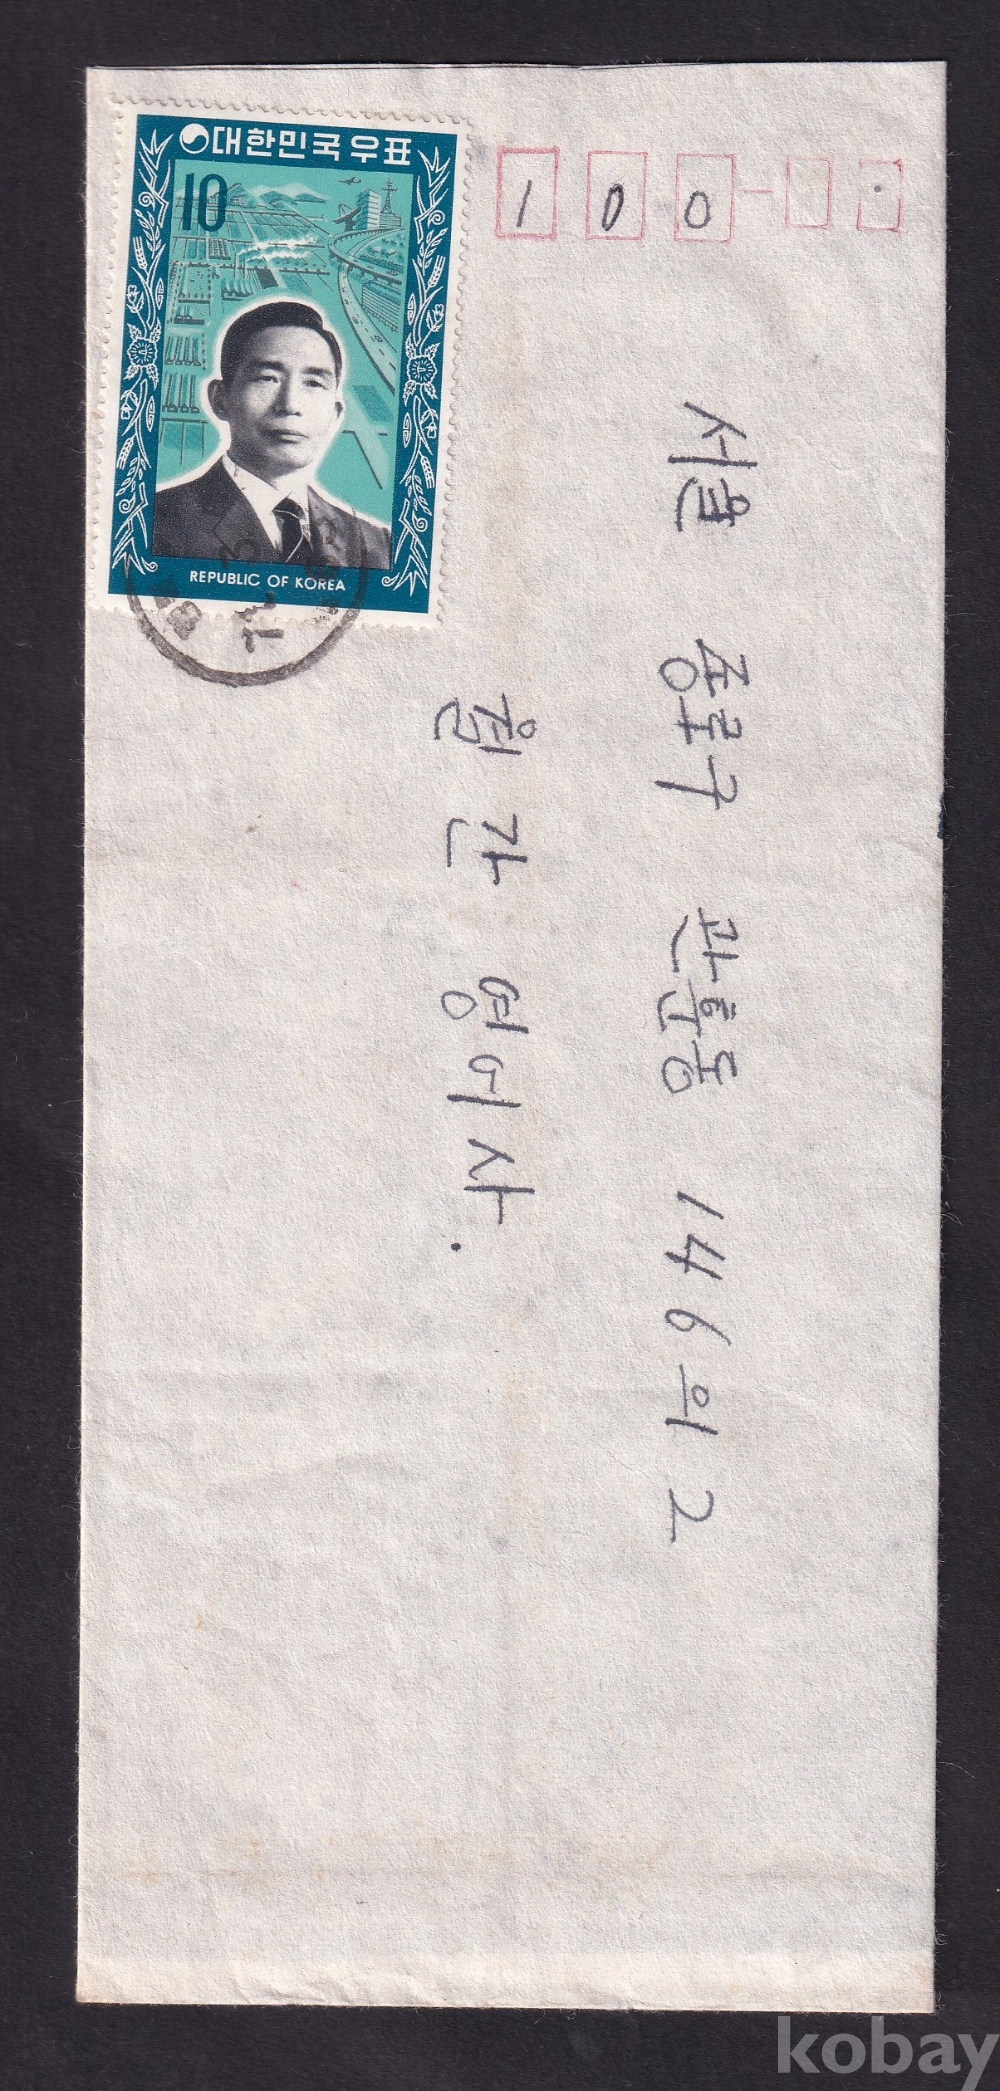 대한민국우표
10
REPUBLIC OF KOREA
100
서울 종로구 관훈동 146의 2
월간 영어사.
kobay